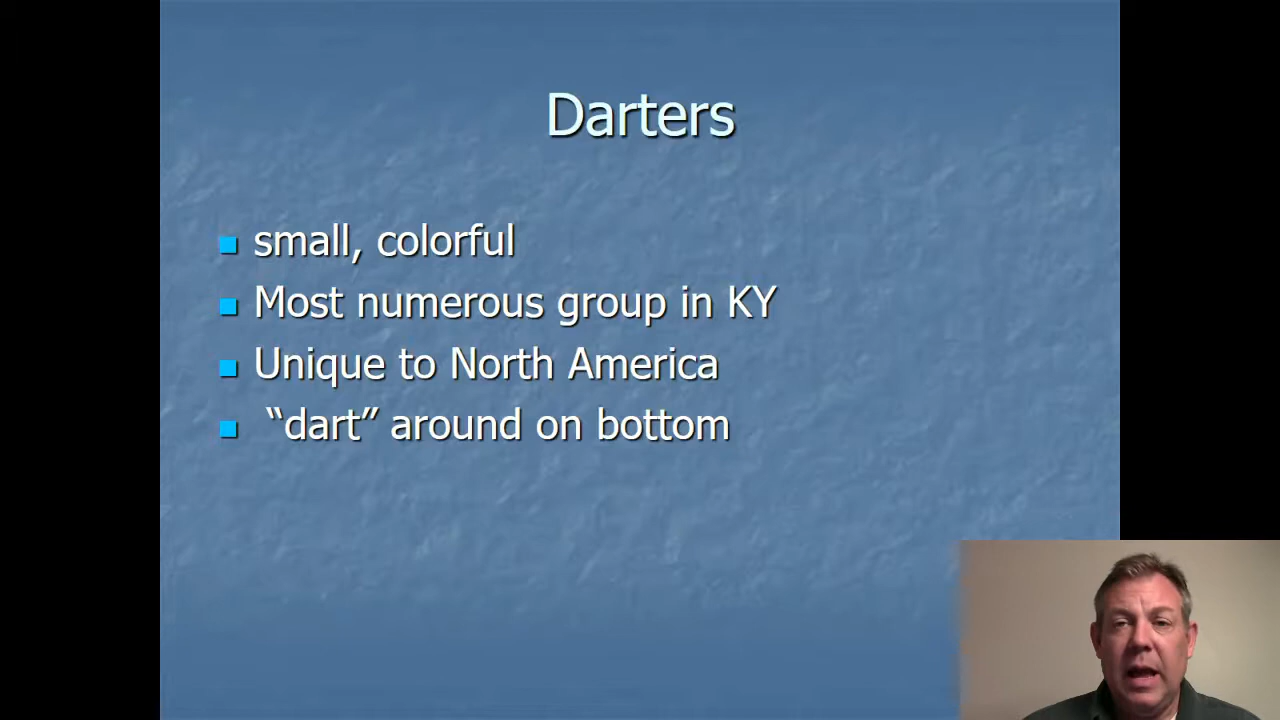 Darters
small, colorful
Most numerous group in KY
Unique to North America
“dart” around on bottom